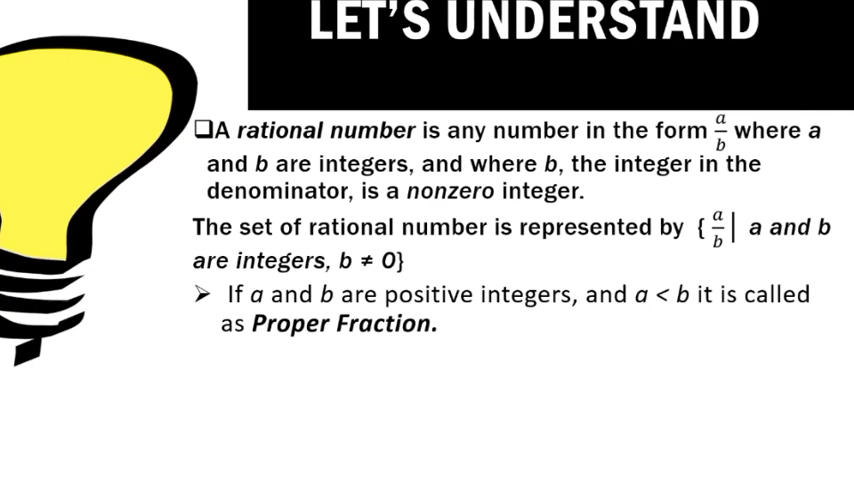 LET'S UNDERSTAND
❑A rational number is any number in the form a/b where a
and b are integers, and where b, the integer in the
denominator, is a nonzero integer.
The set of rational number is represented by { a/b | a and b
are integers, b ≠ 0}
➢ If a and b are positive integers, and a < b it is called
as Proper Fraction.